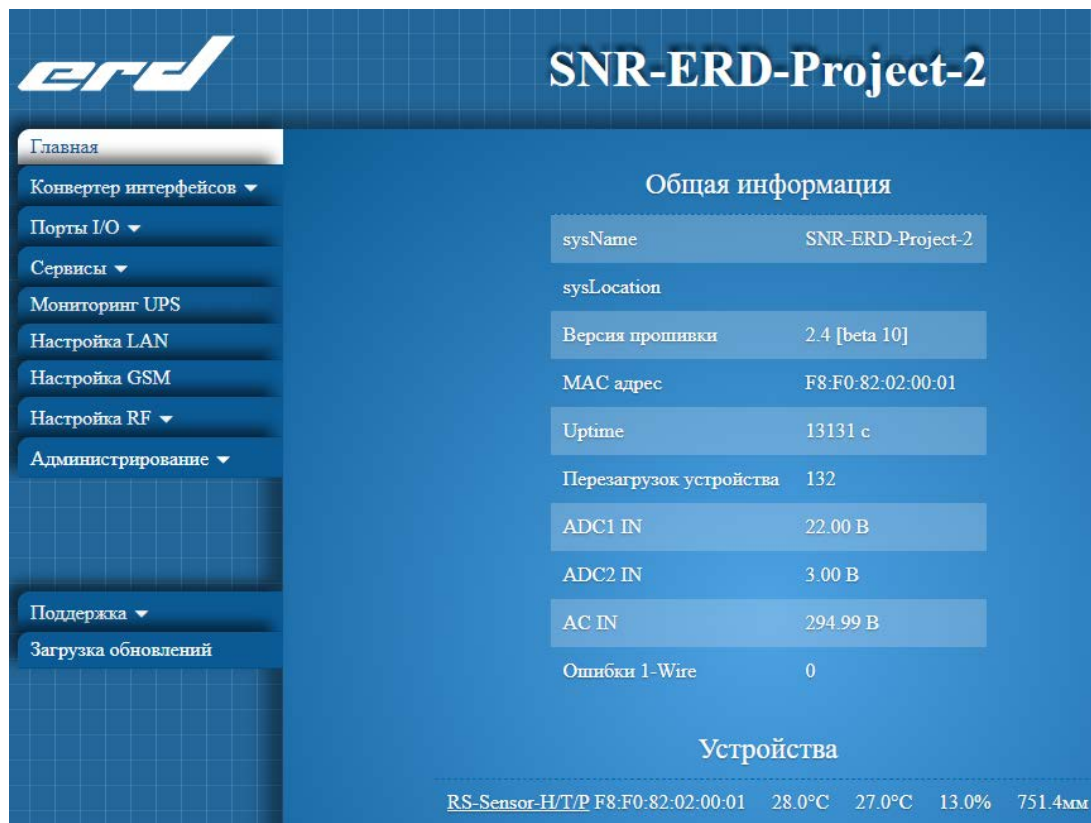 erd
SNR-ERD-Project-2
Главная
Конвертер интерфейсов
Порты I/O
Сервисы
Мониторинг UPS
Настройка LAN
Настройка GSM
Настройка RF
Администрирование
Поддержка
Загрузка обновлений
Общая информация
sysName SNR-ERD-Project-2
sysLocation
Версия прошивки 2.4 [beta 10]
MAC адрес F8:F0:82:02:00:01
Uptime 13131 с
Перезагрузок устройства 132
ADC1 IN 22.00 В
ADC2 IN 3.00 В
AC IN 294.99 В
Ошибки 1-Wire 0
Устройства
RS-Sensor-H/T/P F8:F0:82:02:00:01 28.0°C 27.0°C 13.0% 751.4мм